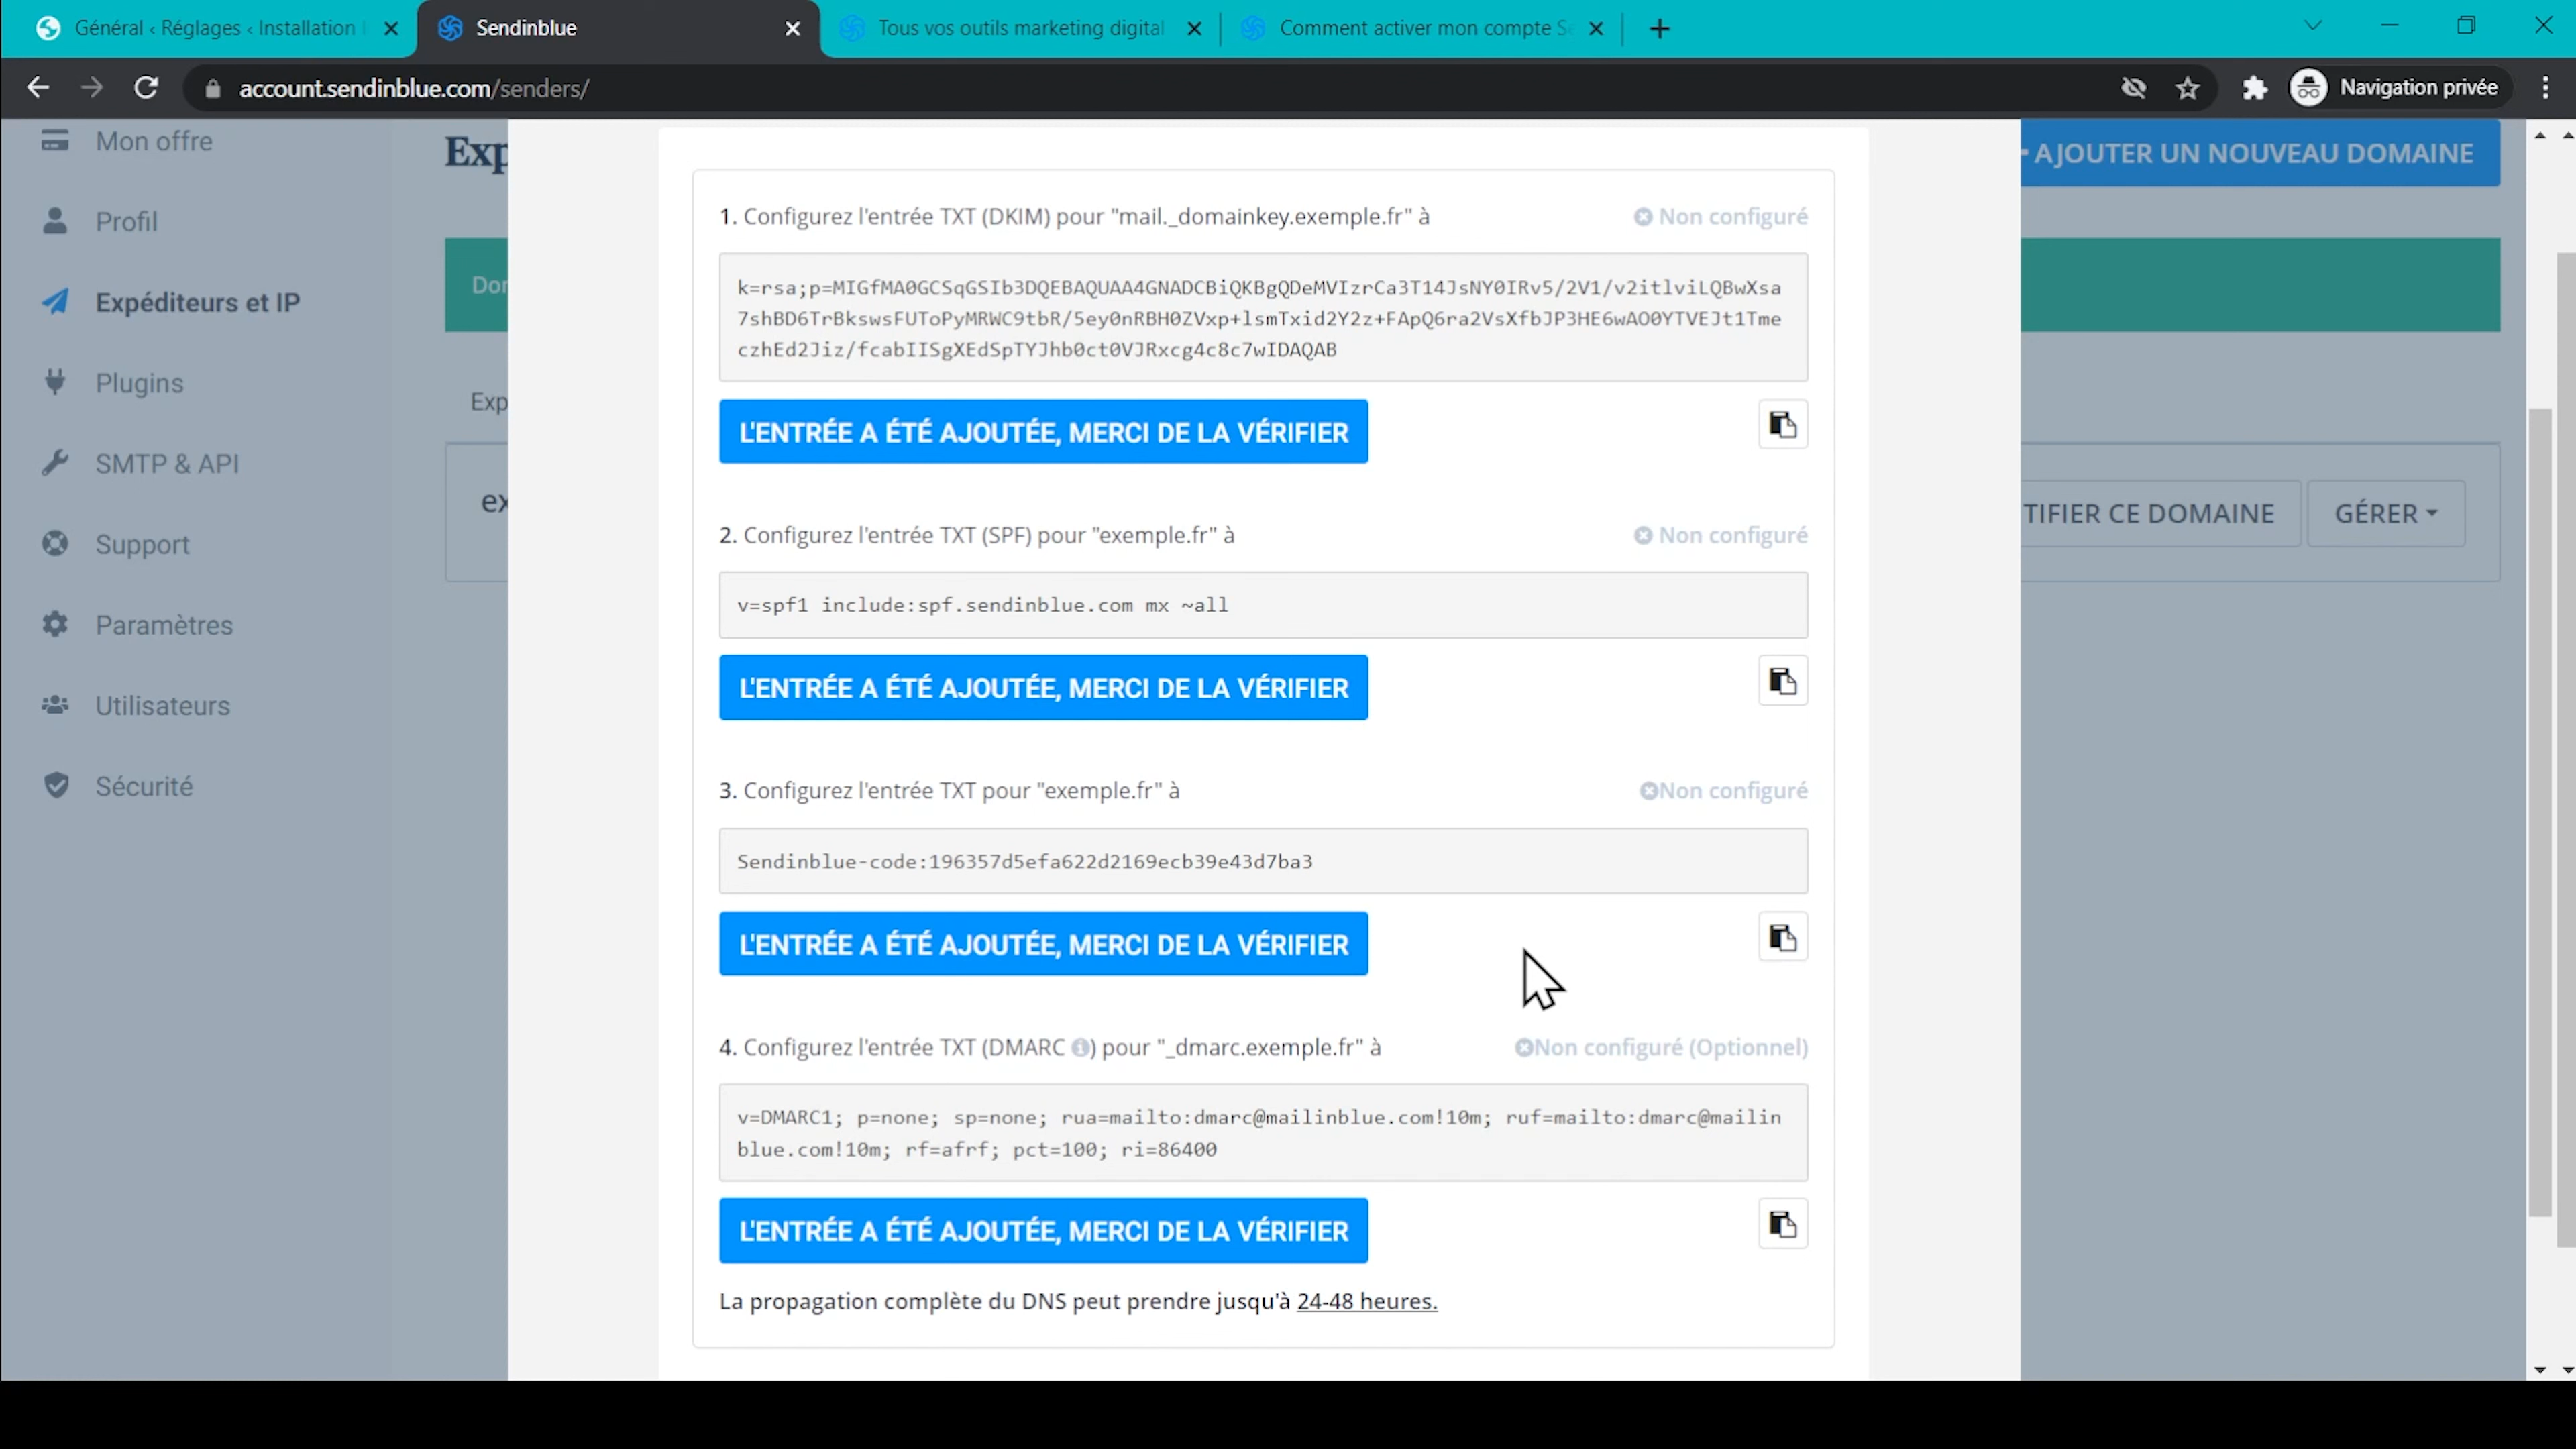 Général ‹ Réglages ‹ Installation
Sendinblue
Tous vos outils marketing digital
Comment activer mon compte S
account.sendinblue.com/senders/
Navigation privée
Mon offre
Profil
Expéditeurs et IP
Plugins
SMTP & API
Support
Paramètres
Utilisateurs
Sécurité
Exp
AJOUTER UN NOUVEAU DOMAINE
Dor
Exp
ex
TIFIER CE DOMAINE
GÉRER
1. Configurez l'entrée TXT (DKIM) pour "mail._domainkey.exemple.fr" à
Non configuré
k=rsa;p=MIGfMA0GCSqGSIb3DQEBAQUAA4GNADCBiQKBgQDeMVIzrCa3T14JsNY0IRv5/2V1/v2itlviLQBwXsa
7shBD6TrBkswsFUToPyMRWC9tbR/5ey0nRBH0ZVxp+lsmTxid2Y2z+FApQ6ra2VsXfbJP3HE6wAO0YTVEJt1Tme
czhEd2Jiz/fcabIISgXEdSpTYJhb0ct0VJRxcg4c8c7wIDAQAB
L'ENTRÉE A ÉTÉ AJOUTÉE, MERCI DE LA VÉRIFIER
2. Configurez l'entrée TXT (SPF) pour "exemple.fr" à
Non configuré
v=spf1 include:spf.sendinblue.com mx ~all
L'ENTRÉE A ÉTÉ AJOUTÉE, MERCI DE LA VÉRIFIER
3. Configurez l'entrée TXT pour "exemple.fr" à
Non configuré
Sendinblue-code:196357d5efa622d2169ecb39e43d7ba3
L'ENTRÉE A ÉTÉ AJOUTÉE, MERCI DE LA VÉRIFIER
4. Configurez l'entrée TXT (DMARC ) pour "_dmarc.exemple.fr" à
Non configuré (Optionnel)
v=DMARC1; p=none; sp=none; rua=mailto:dmarc@mailinblue.com!10m; ruf=mailto:dmarc@mailin
blue.com!10m; rf=afrf; pct=100; ri=86400
L'ENTRÉE A ÉTÉ AJOUTÉE, MERCI DE LA VÉRIFIER
La propagation complète du DNS peut prendre jusqu'à 24-48 heures.